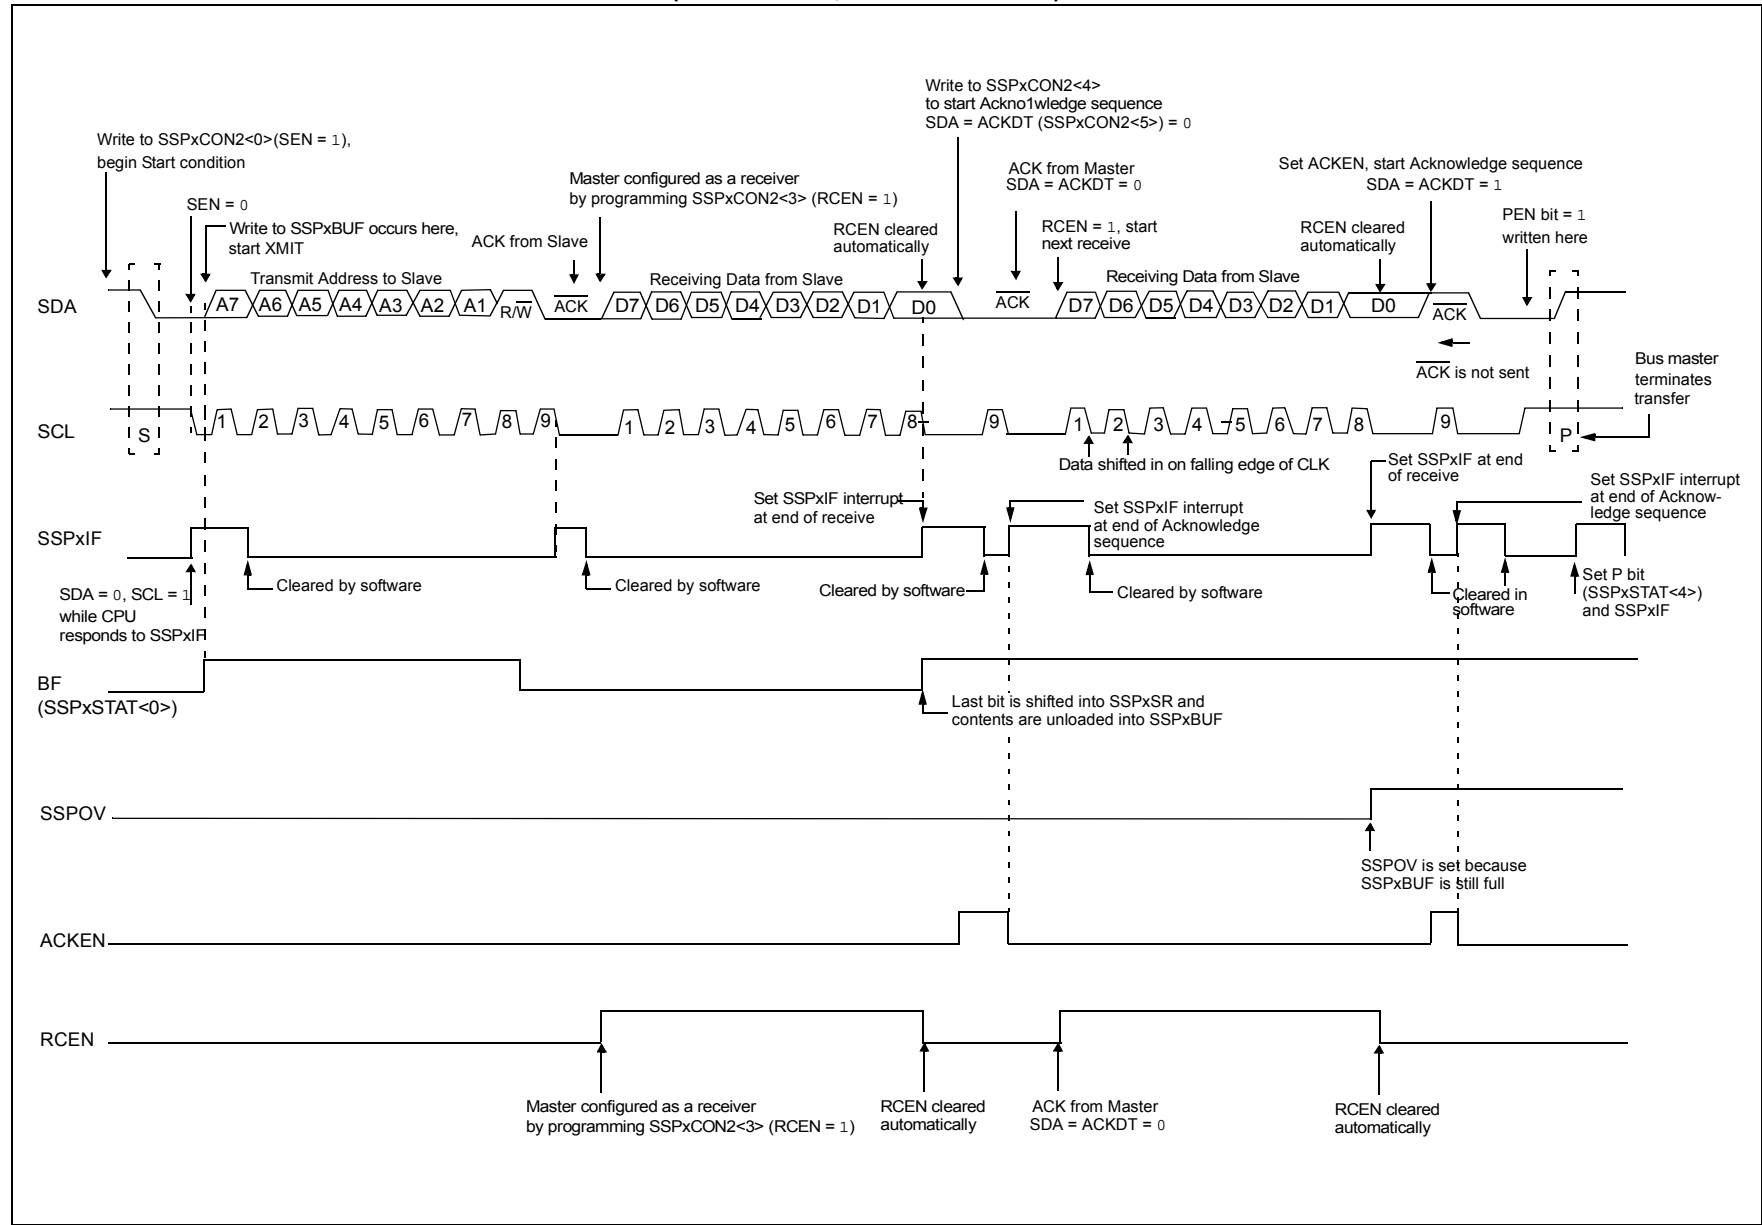 Write to SSPxCON2<4>
to start Ackno1wledge sequence
SDA = ACKDT (SSPxCON2<5>) = 0
Write to SSPxCON2<0>(SEN = 1),
begin Start condition
ACK from Master
SDA = ACKDT = 0
Set ACKEN, start Acknowledge sequence
SDA = ACKDT = 1
Master configured as a receiver
by programming SSPxCON2<3> (RCEN = 1)
SEN = 0
Write to SSPxBUF occurs here,
start XMIT
ACK from Slave
RCEN cleared
automatically
RCEN = 1, start
next receive
RCEN cleared
automatically
PEN bit = 1
written here
Transmit Address to Slave
Receiving Data from Slave
Receiving Data from Slave
SDA
A7 A6 A5 A4 A3 A2 A1 R/W ACK D7 D6 D5 D4 D3 D2 D1 D0 ACK D7 D6 D5 D4 D3 D2 D1 D0 ACK
ACK is not sent
Bus master
terminates
transfer
SCL
S 1 2 3 4 5 6 7 8 9 1 2 3 4 5 6 7 8 9 1 2 3 4 5 6 7 8 9 P
Data shifted in on falling edge of CLK
Set SSPxIF interrupt
at end of receive
Set SSPxIF interrupt
at end of Acknowledge
sequence
Set SSPxIF at end
of receive
Set SSPxIF interrupt
at end of Acknow-
ledge sequence
SSPxIF
SDA = 0, SCL = 1
while CPU
responds to SSPxIF
Cleared by software
Cleared by software
Cleared by software
Cleared by software
Cleared in
software
Set P bit
(SSPxSTAT<4>)
and SSPxIF
BF
(SSPxSTAT<0>)
Last bit is shifted into SSPxSR and
contents are unloaded into SSPxBUF
SSPOV
SSPOV is set because
SSPxBUF is still full
ACKEN
RCEN
Master configured as a receiver
by programming SSPxCON2<3> (RCEN = 1)
RCEN cleared
automatically
ACK from Master
SDA = ACKDT = 0
RCEN cleared
automatically